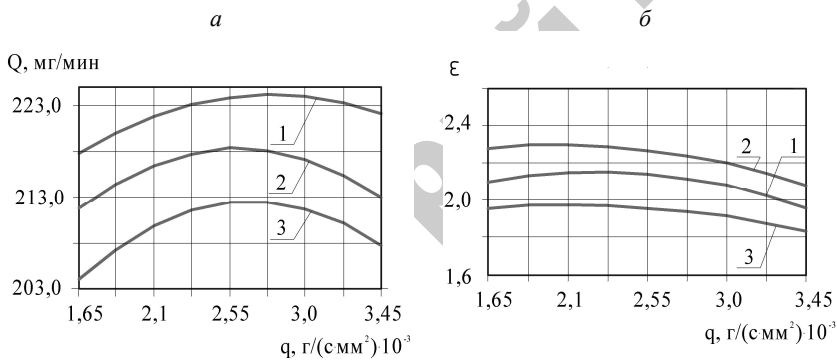 а
б
Q, мг/мин
223,0
213,0
203,0
1
2
3
1,65 2,1 2,55 3,0 3,45
q, г/(с·мм²)·10⁻³
ε
2,4
2,0
1,6
2
1
3
1,65 2,1 2,55 3,0 3,45
q, г/(с·мм²)·10⁻³